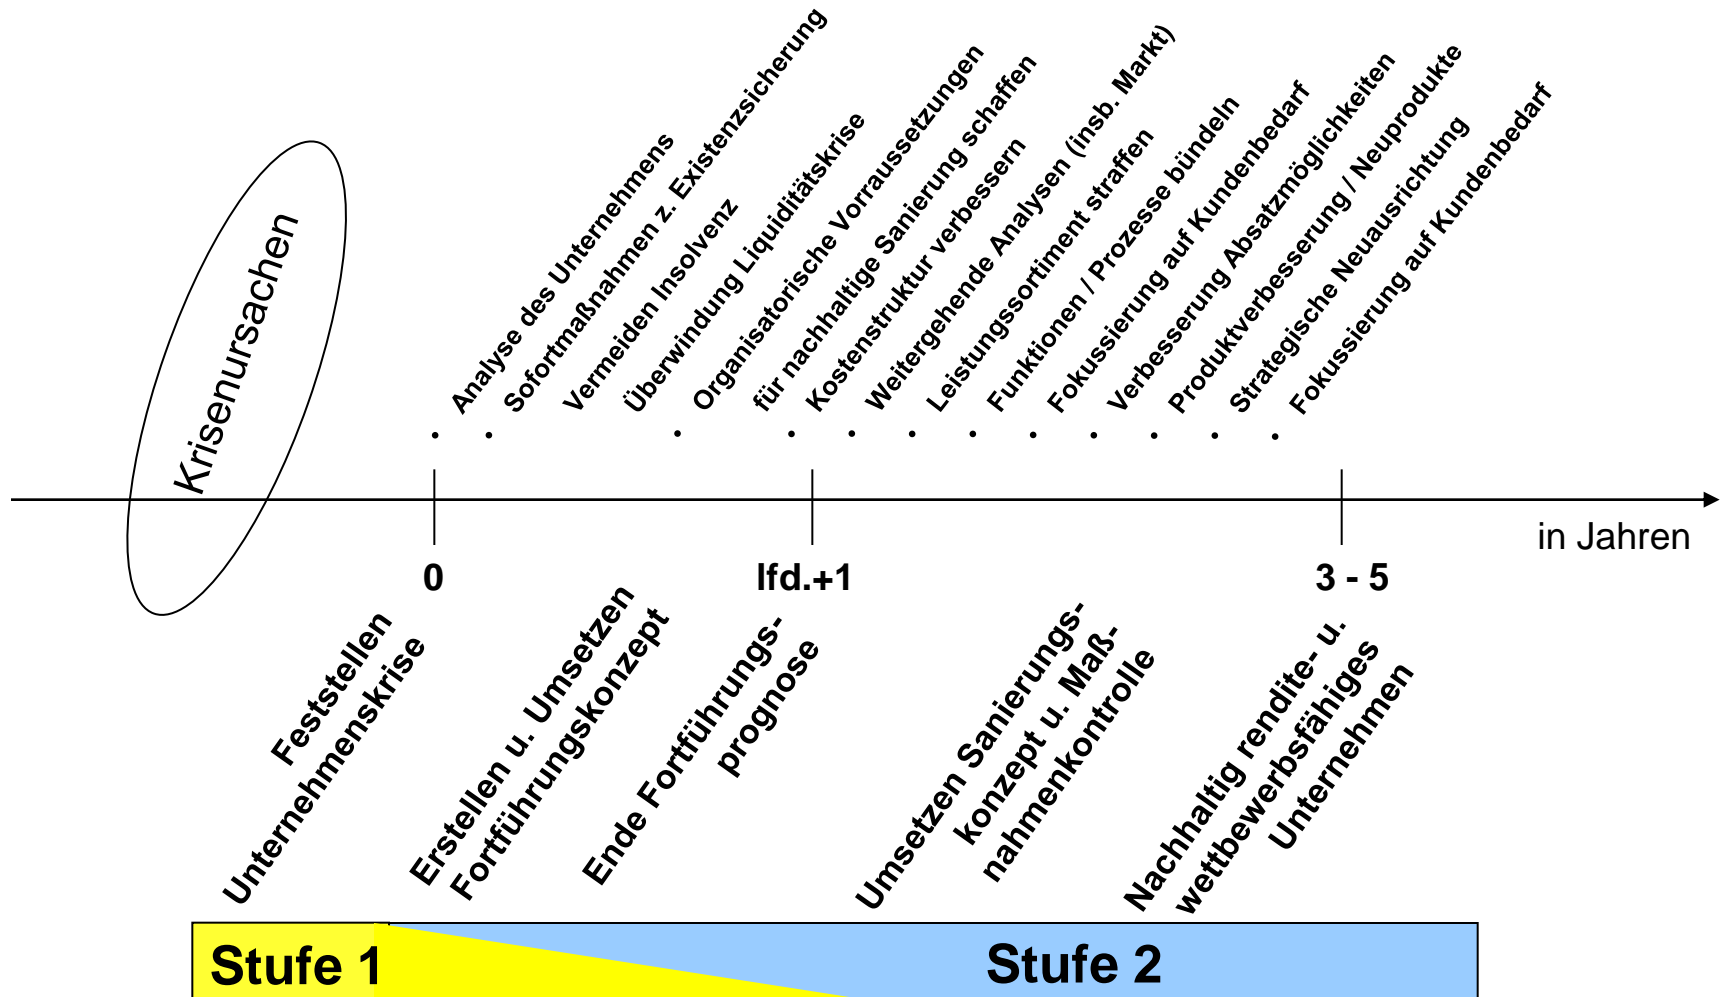 Krisenursachen
Analyse des Unternehmens
Sofortmaßnahmen z. Existenzsicherung
Vermeiden Insolvenz
Überwindung Liquiditätskrise
Organisatorische Vorraussetzungen
für nachhaltige Sanierung schaffen
Kostenstruktur verbessern
Weitergehende Analysen (insb. Markt)
Leistungssortiment straffen
Funktionen / Prozesse bündeln
Fokussierung auf Kundenbedarf
Verbesserung Absatzmöglichkeiten
Produktverbesserung / Neuprodukte
Strategische Neuausrichtung
Fokussierung auf Kundenbedarf
in Jahren
0
lfd.+1
3 - 5
Feststellen
Unternehmenskrise
Erstellen u. Umsetzen
Fortführungskonzept
Ende Fortführungs-
prognose
Umsetzen Sanierungs-
konzept u. Maß-
nahmenkontrolle
Nachhaltig rendite- u.
wettbewerbsfähiges
Unternehmen
Stufe 1
Stufe 2